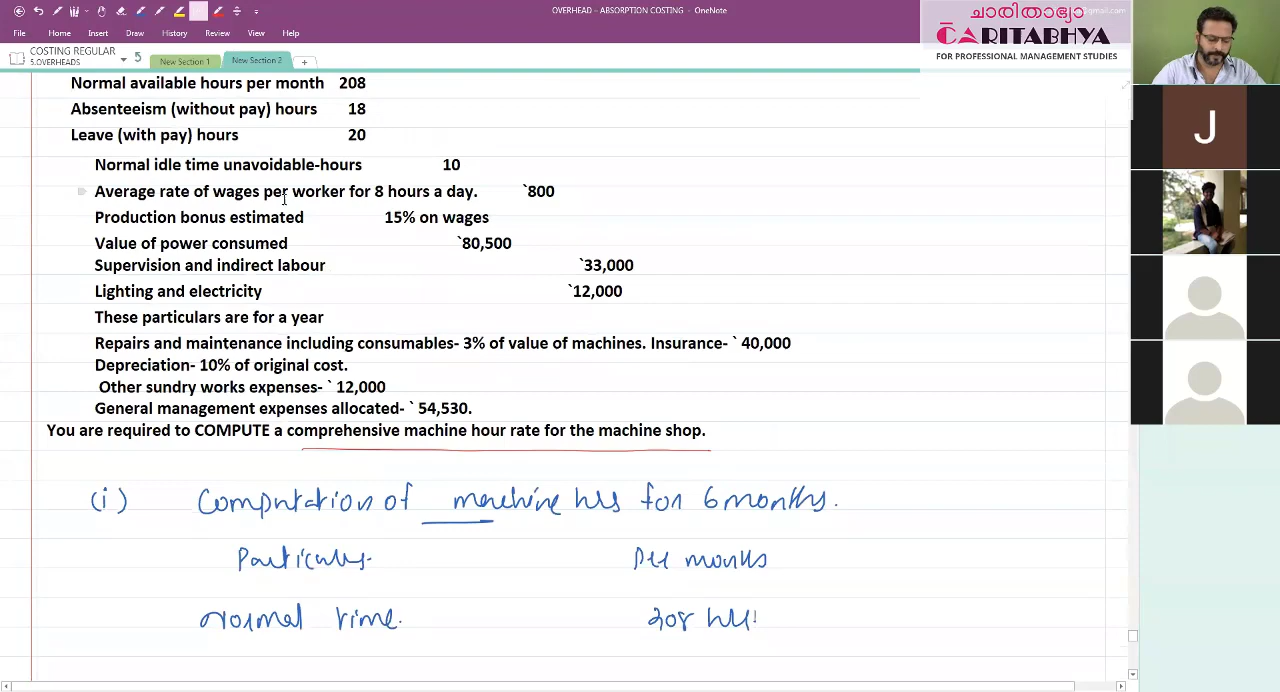 OVERHEAD – ABSORPTION COSTING - OneNote
File Home Insert Draw History Review View Help
COSTING REGULAR
5.OVERHEADS
5
New Section 1
New Section 2
ചാരിതാഭ്യാ
@gmail.com
CARITABHYA
FOR PROFESSIONAL MANAGEMENT STUDIES
J
Normal available hours per month 208
Absenteeism (without pay) hours 18
Leave (with pay) hours 20
Normal idle time unavoidable-hours 10
Average rate of wages per worker for 8 hours a day. `800
Production bonus estimated 15% on wages
Value of power consumed `80,500
Supervision and indirect labour `33,000
Lighting and electricity `12,000
These particulars are for a year
Repairs and maintenance including consumables- 3% of value of machines. Insurance- ` 40,000
Depreciation- 10% of original cost.
Other sundry works expenses- ` 12,000
General management expenses allocated- ` 54,530.
You are required to COMPUTE a comprehensive machine hour rate for the machine shop.
(i) Computation of machine hrs for 6 months.
Particulars months
Normal time. 208 hrs